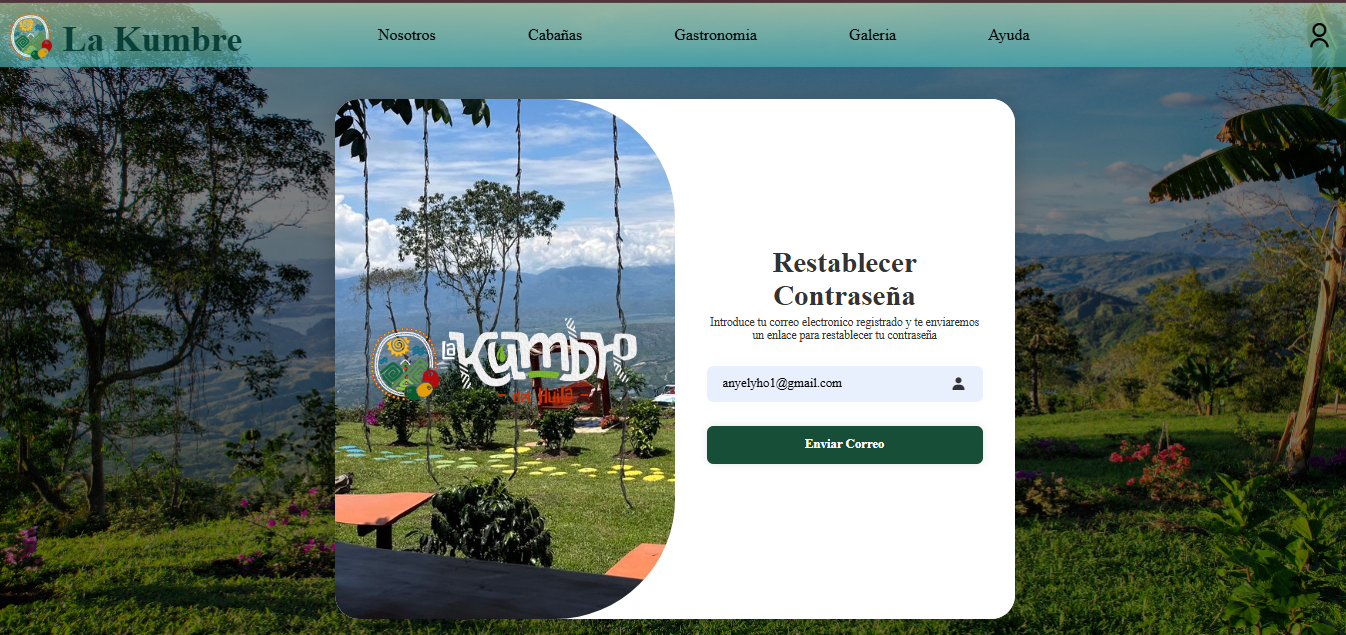 La Kumbre
Nosotros
Cabañas
Gastronomia
Galeria
Ayuda
La Kumbre
del Huila
Restablecer
Contraseña
Introduce tu correo electronico registrado y te enviaremos
un enlace para restablecer tu contraseña
anyelyho1@gmail.com
Enviar Correo